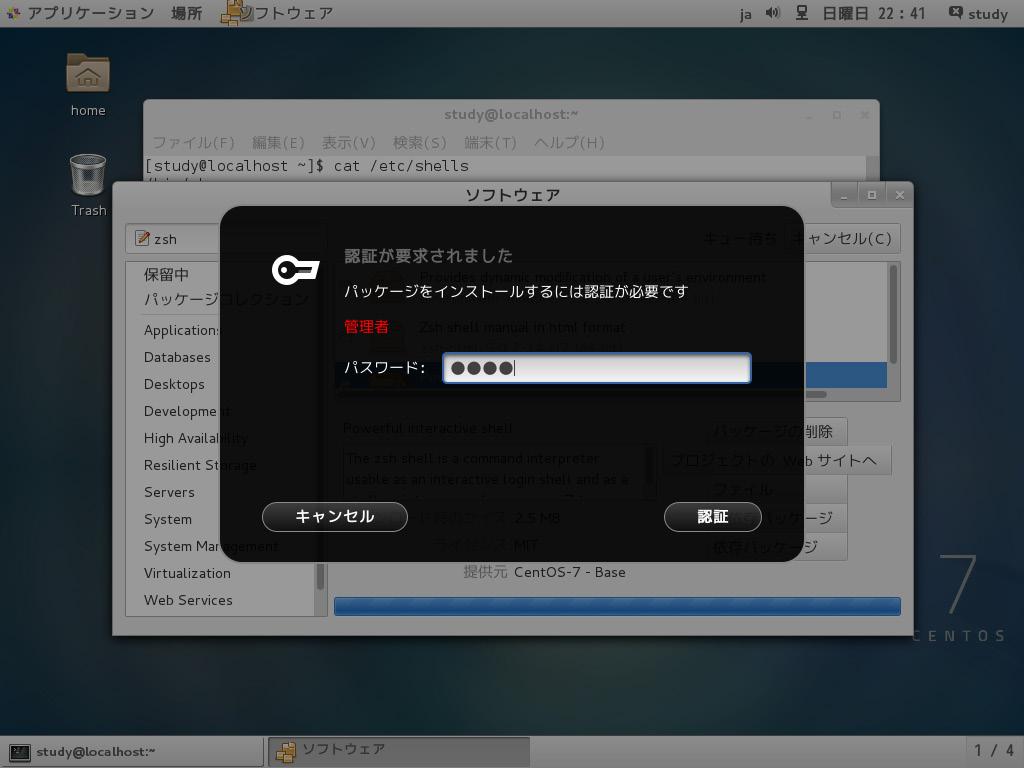 アプリケーション 場所 ソフトウェア ja 日曜日 22：41 study
home
Trash
study@localhost:~
ファイル(F) 編集(E) 表示(V) 検索(S) 端末(T) ヘルプ(H)
[study@localhost ~]$ cat /etc/shells
ソフトウェア
zsh
キュー待ち
キャンセル(C)
保留中
パッケージコレクション
Applications
Databases
Desktops
Development
High Availability
Resilient Storage
Servers
System
System Management
Virtualization
Web Services
Provides dynamic modification of a user's environment
Zsh shell manual in html format
認証が要求されました
パッケージをインストールするには認証が必要です
管理者
パスワード: ●●●●
キャンセル
認証
Powerful interactive shell
The zsh shell is a command interpreter
usable as an interactive login shell and as a
パッケージの削除
プロジェクトの Web サイトへ
ファイル
依存パッケージ
2.5 MB
ライセンス MIT
提供元 CentOS-7 - Base
7
CENTOS
study@localhost:~
ソフトウェア
1 / 4